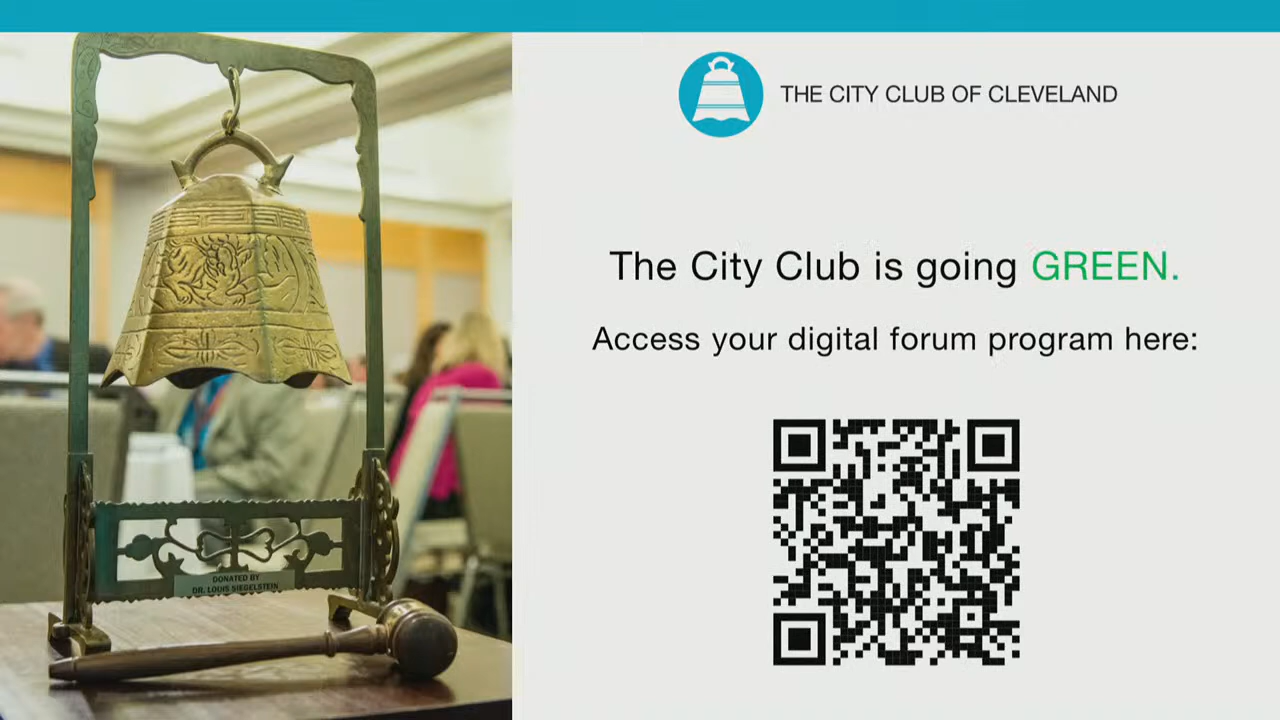 THE CITY CLUB OF CLEVELAND
The City Club is going GREEN.
Access your digital forum program here:
DONATED BY
DR. LOUIS SIEGELSTEIN